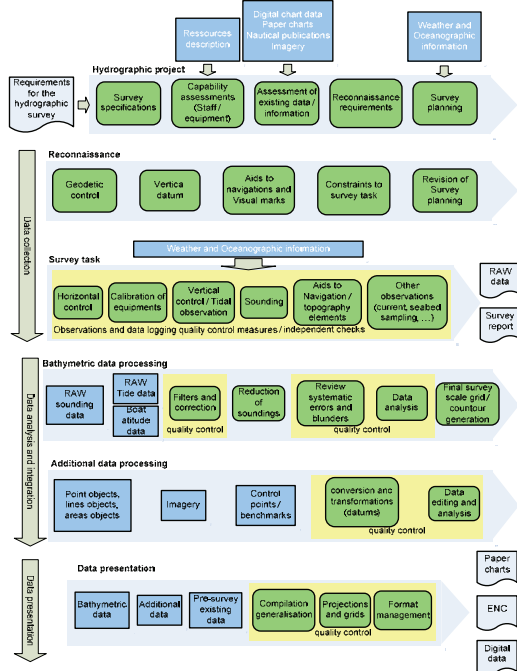 Digital chart data
Paper charts
Nautical publications
Imagery
Ressources
description
Weather and
Oceanographic
information
Hydrographic project
Requirements
for the
hydrographic
survey
Survey
specifications
Capability
assessments
(Staff /
equipment)
Assessment of
existing data /
information
Reconnaissance
requirements
Survey
planning
Reconnaissance
Geodetic
control
Vertica
datum
Aids to
navigations and
Visual marks
Constraints to
survey task
Revision of
Survey
planning
Data collection
Weather and Oceanographic information
Survey task
Horizontal
control
Calibration of
equipments
Vertical
control / Tidal
observation
Sounding
Aids to
Navigation /
topography
elements
Other
observations
(current, seabed
sampling, …)
Observations and data logging quality control measures / independent checks
RAW
data
Survey
report
Bathymetric data processing
RAW
sounding
data
RAW
Tide data
Boat
atitude
data
Filters and
correction
quality control
Reduction
of
soundings
Review
systematic
errors and
blunders
Data
analysis
quality control
Final survey
scale grid /
countour
generation
Data analysis and integration
Additional data processing
Point objects,
lines objects,
areas objects
Imagery
Control
points /
benchmarks
conversion and
transformations
(datums)
Data
editing and
analysis
quality control
Data presentation
Data presentation
Bathymetric
data
Additional
data
Pre-survey
existing
data
Compilation
generalisation
Projections
and grids
Format
management
quality control
Paper
charts
ENC
Digital
data